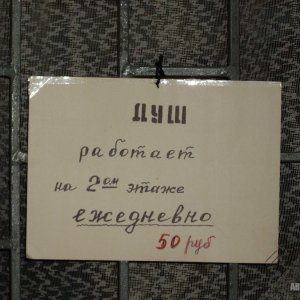 ДУШ
работает
на 2ом этаже
ежедневно
50 руб